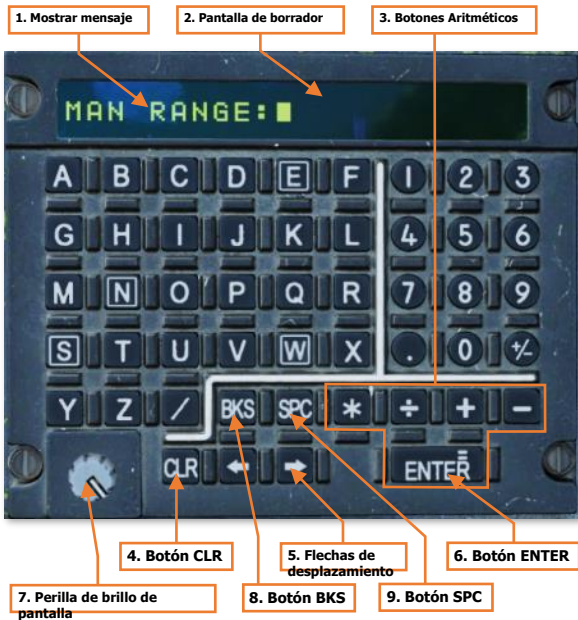 1. Mostrar mensaje
2. Pantalla de borrador
3. Botones Aritméticos
MAN RANGE:
A B C D E F 1 2 3
G H I J K L 4 5 6
M N O P Q R 7 8 9
S T U V W X . 0 +/-
Y Z / BKS SPC * ÷ + -
CLR ← → ENTER =
4. Botón CLR
5. Flechas de
desplazamiento
6. Botón ENTER
7. Perilla de brillo de
pantalla
8. Botón BKS
9. Botón SPC